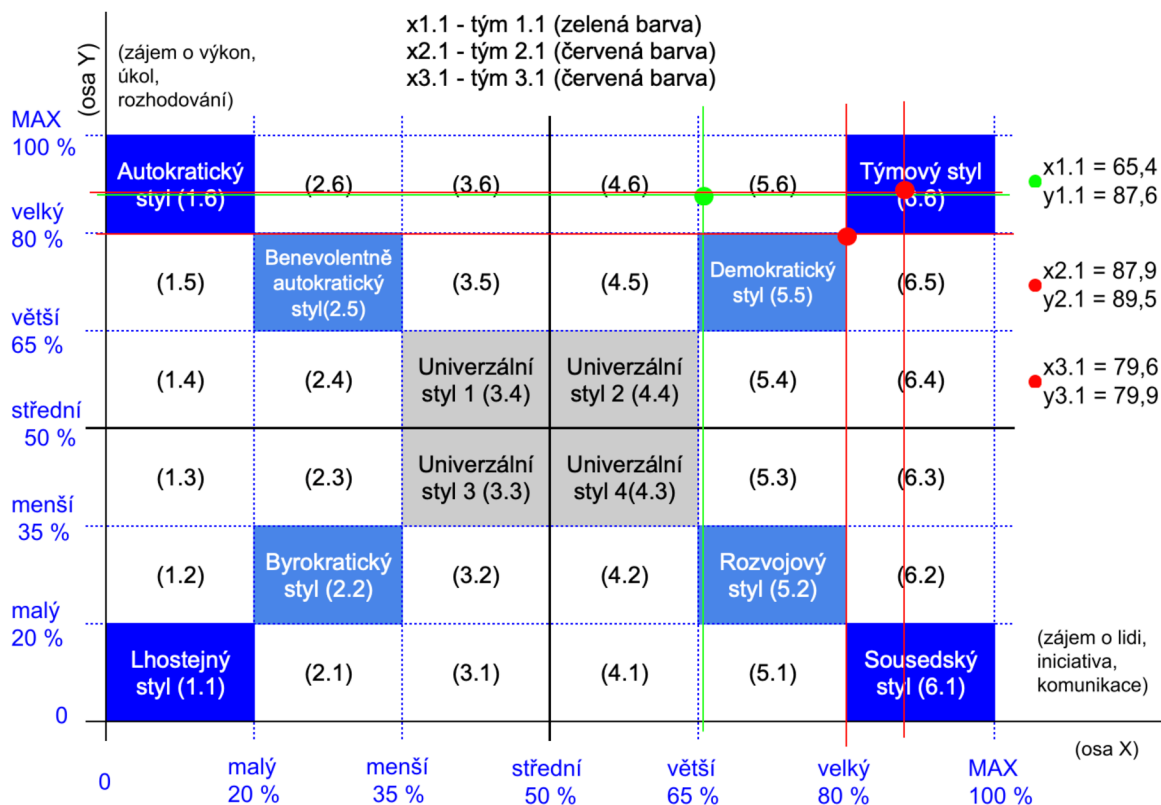 x1.1 - tým 1.1 (zelená barva)
x2.1 - tým 2.1 (červená barva)
x3.1 - tým 3.1 (červená barva)
(osa Y)
(zájem o výkon,
úkol,
rozhodování)
MAX
100 %
Autokratický
styl (1.6)
(2.6)
(3.6)
(4.6)
(5.6)
Týmový styl
(6.6)
x1.1 = 65,4
y1.1 = 87,6
velký
80 %
(1.5)
Benevolentně
autokratický
styl(2.5)
(3.5)
(4.5)
Demokratický
styl (5.5)
(6.5)
x2.1 = 87,9
y2.1 = 89,5
větší
65 %
(1.4)
(2.4)
Univerzální
styl 1 (3.4)
Univerzální
styl 2 (4.4)
(5.4)
(6.4)
x3.1 = 79,6
y3.1 = 79,9
střední
50 %
(1.3)
(2.3)
Univerzální
styl 3 (3.3)
Univerzální
styl 4(4.3)
(5.3)
(6.3)
menší
35 %
(1.2)
Byrokratický
styl (2.2)
(3.2)
(4.2)
Rozvojový
styl (5.2)
(6.2)
malý
20 %
Lhostejný
styl (1.1)
(2.1)
(3.1)
(4.1)
(5.1)
Sousedský
styl (6.1)
(zájem o lidi,
iniciativa,
komunikace)
0
(osa X)
0
malý
20 %
menší
35 %
střední
50 %
větší
65 %
velký
80 %
MAX
100 %